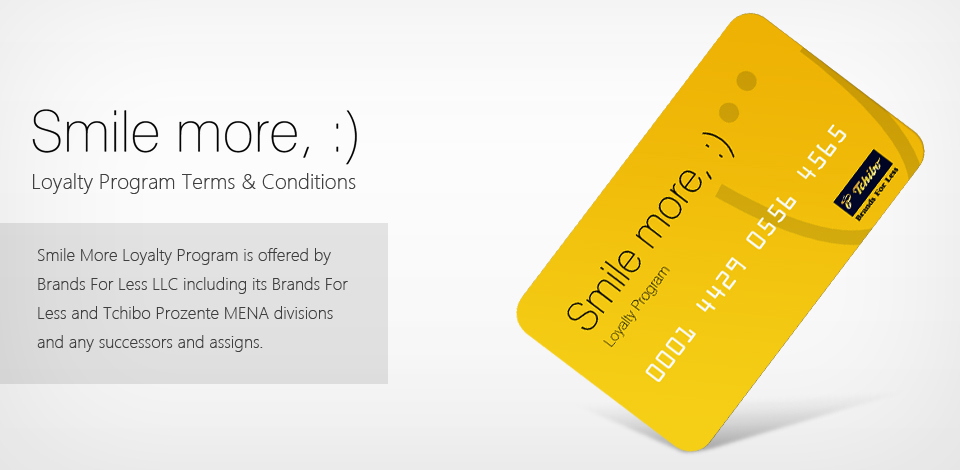 Smile more, :)
Loyalty Program Terms & Conditions
Smile More Loyalty Program is offered by
Brands For Less LLC including its Brands For
Less and Tchibo Prozente MENA divisions
and any successors and assigns.
Smile more, :)
Loyalty Program
0001 4429 0556 4565
Tchibo
Brands For Less